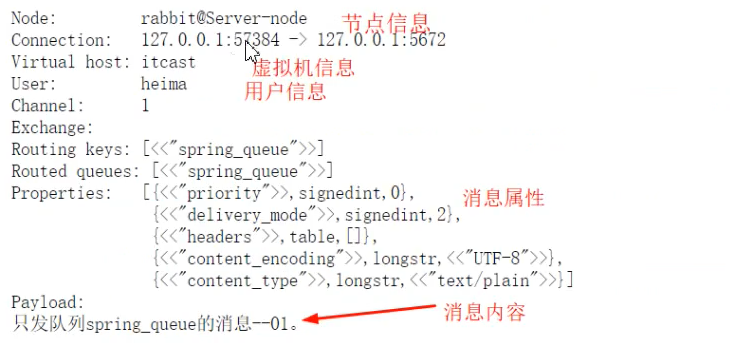 Node: rabbit@Server-node 节点信息
Connection: 127.0.0.1:57384 -> 127.0.0.1:5672
Virtual host: itcast 虚拟机信息
User: heima 用户信息
Channel: 1
Exchange:
Routing keys: [<<"spring_queue">>]
Routed queues: [<<"spring_queue">>]
Properties: [{<<"priority">>,signedint,0}, 消息属性
{<<"delivery_mode">>,signedint,2},
{<<"headers">>,table,[]},
{<<"content_encoding">>,longstr,<<"UTF-8">>},
{<<"content_type">>,longstr,<<"text/plain">>}]
Payload:
只发队列spring_queue的消息--01。 消息内容